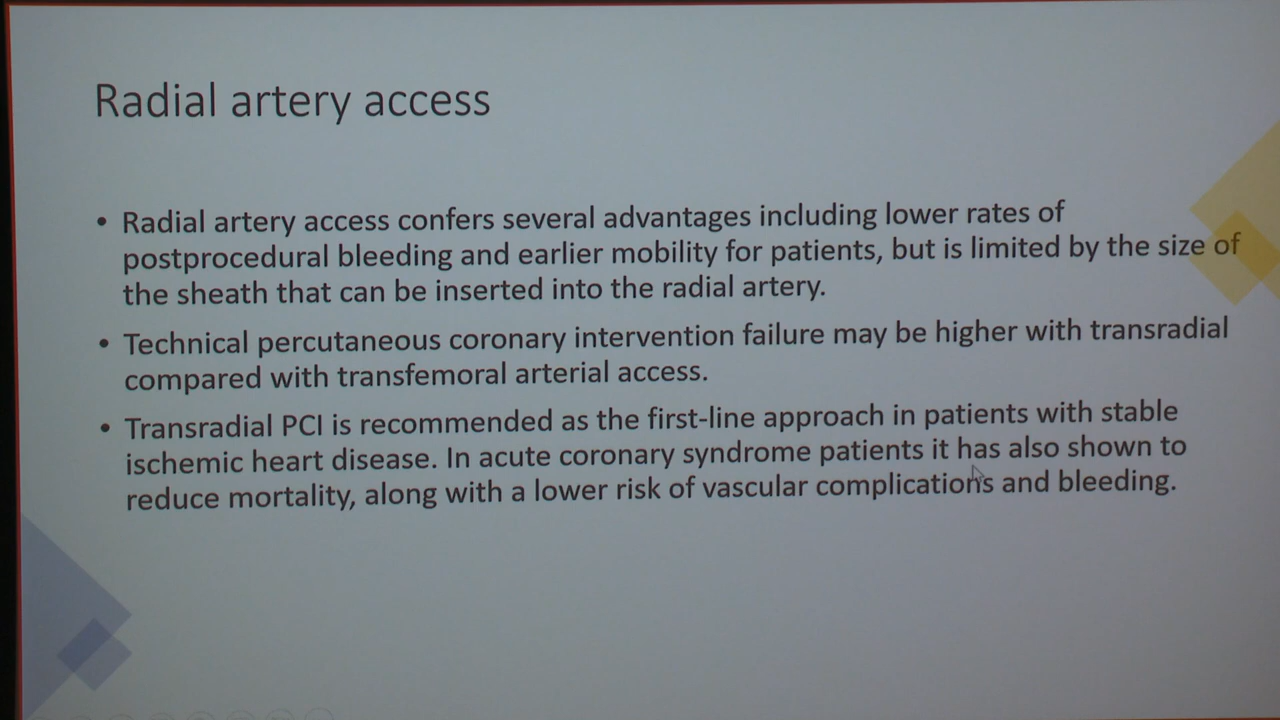 Radial artery access
• Radial artery access confers several advantages including lower rates of
postprocedural bleeding and earlier mobility for patients, but is limited by the size of
the sheath that can be inserted into the radial artery.
• Technical percutaneous coronary intervention failure may be higher with transradial
compared with transfemoral arterial access.
• Transradial PCI is recommended as the first-line approach in patients with stable
ischemic heart disease. In acute coronary syndrome patients it has also shown to
reduce mortality, along with a lower risk of vascular complications and bleeding.